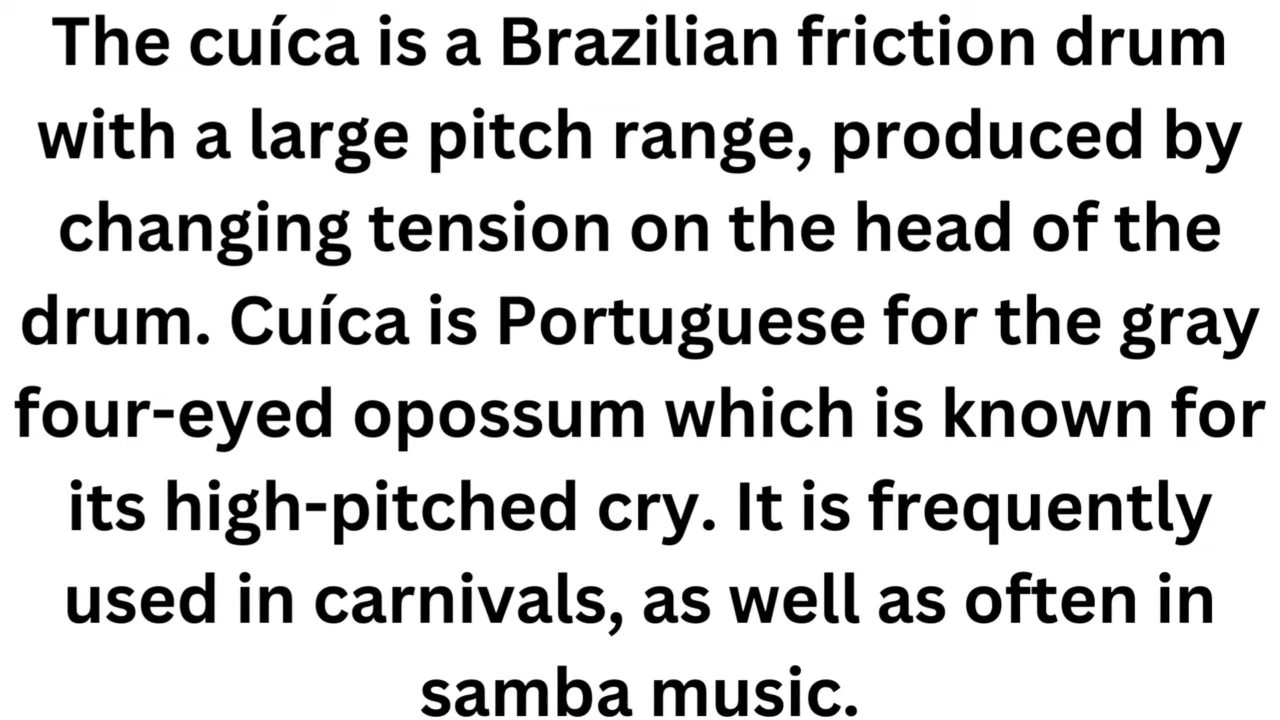 The cuíca is a Brazilian friction drum
with a large pitch range, produced by
changing tension on the head of the
drum. Cuíca is Portuguese for the gray
four-eyed opossum which is known for
its high-pitched cry. It is frequently
used in carnivals, as well as often in
samba music.